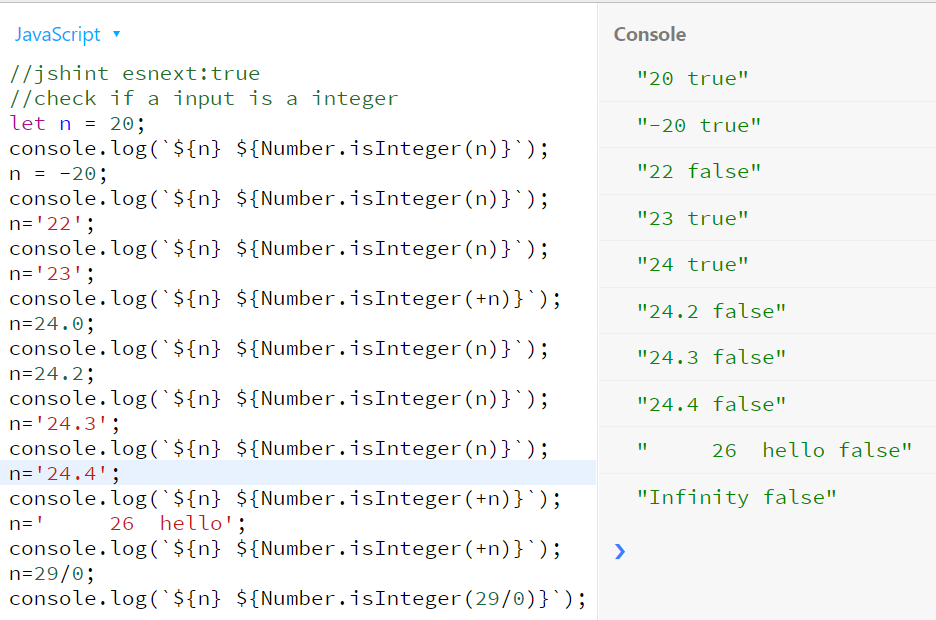 JavaScript ▾
//jshint esnext:true
//check if a input is a integer
let n = 20;
console.log(`${n} ${Number.isInteger(n)}`);
n = -20;
console.log(`${n} ${Number.isInteger(n)}`);
n='22';
console.log(`${n} ${Number.isInteger(n)}`);
n='23';
console.log(`${n} ${Number.isInteger(+n)}`);
n=24.0;
console.log(`${n} ${Number.isInteger(n)}`);
n=24.2;
console.log(`${n} ${Number.isInteger(n)}`);
n='24.3';
console.log(`${n} ${Number.isInteger(n)}`);
n='24.4';
console.log(`${n} ${Number.isInteger(+n)}`);
n='     26  hello';
console.log(`${n} ${Number.isInteger(+n)}`);
n=29/0;
console.log(`${n} ${Number.isInteger(29/0)}`);
Console
"20 true"
"-20 true"
"22 false"
"23 true"
"24 true"
"24.2 false"
"24.3 false"
"24.4 false"
"     26  hello false"
"Infinity false"
❯